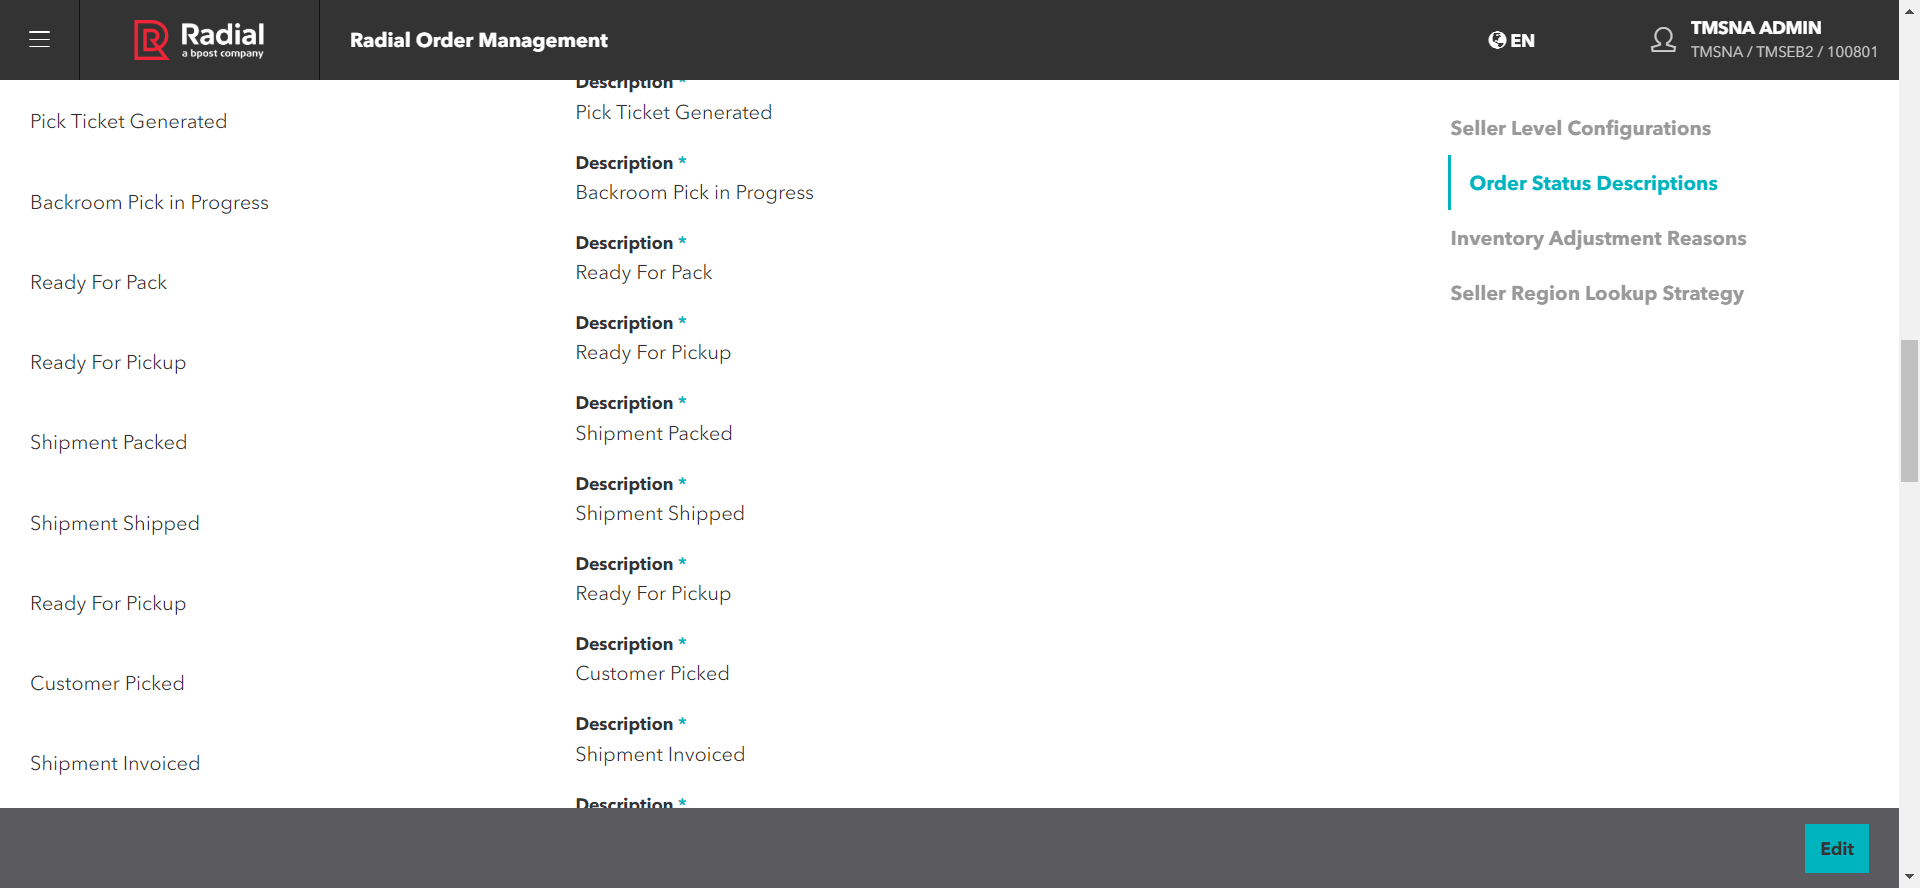 Radial
a bpost company
Radial Order Management
EN
TMSNA ADMIN
TMSNA / TMSEB2 / 100801
Description *
Pick Ticket Generated
Pick Ticket Generated
Description *
Backroom Pick in Progress
Backroom Pick in Progress
Description *
Ready For Pack
Ready For Pack
Description *
Ready For Pickup
Ready For Pickup
Description *
Shipment Packed
Shipment Packed
Description *
Shipment Shipped
Shipment Shipped
Description *
Ready For Pickup
Ready For Pickup
Description *
Customer Picked
Customer Picked
Description *
Shipment Invoiced
Shipment Invoiced
Description *
Seller Level Configurations
Order Status Descriptions
Inventory Adjustment Reasons
Seller Region Lookup Strategy
Edit